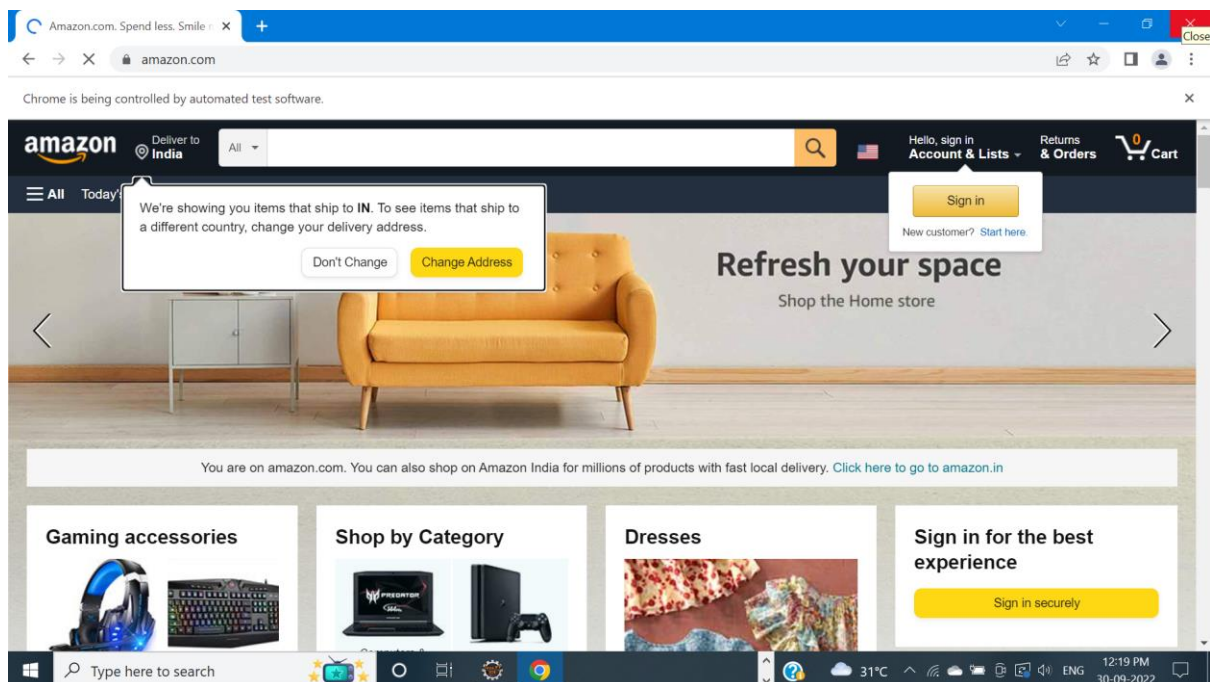 Amazon.com. Spend less. Smile
Close
amazon.com
Chrome is being controlled by automated test software.
amazon
Deliver to
India
All
Hello, sign in
Account & Lists
Returns
& Orders
0
Cart
All
Today's
Sign in
New customer? Start here.
We're showing you items that ship to IN. To see items that ship to
a different country, change your delivery address.
Don't Change
Change Address
Refresh your space
Shop the Home store
You are on amazon.com. You can also shop on Amazon India for millions of products with fast local delivery. Click here to go to amazon.in
Gaming accessories
Shop by Category
Dresses
Sign in for the best
experience
PREDATOR
Sign in securely
Type here to search
31°C
ENG
12:19 PM
30-09-2022